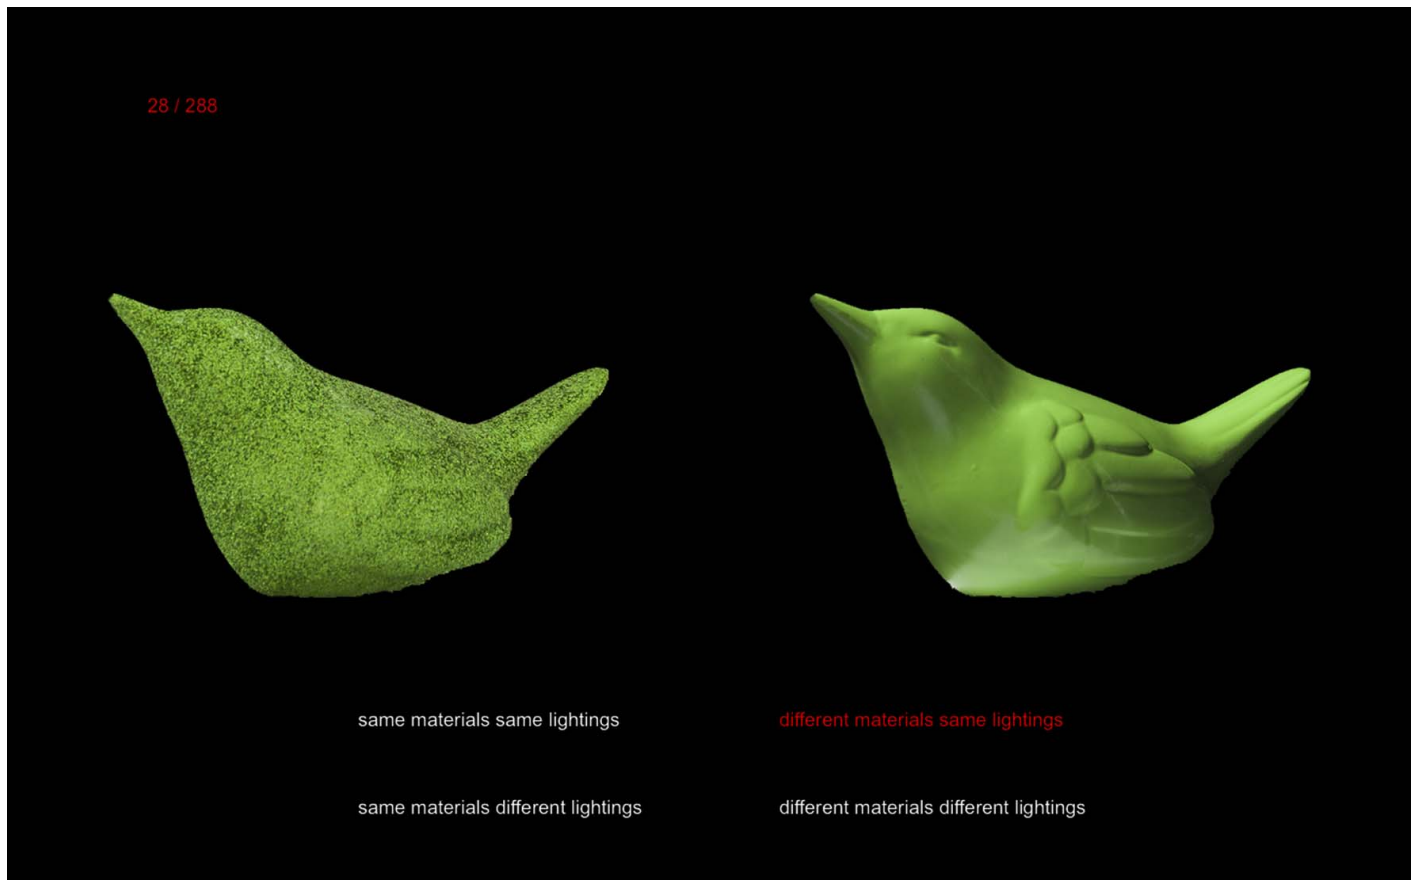 28 / 288
same materials same lightings
different materials same lightings
same materials different lightings
different materials different lightings